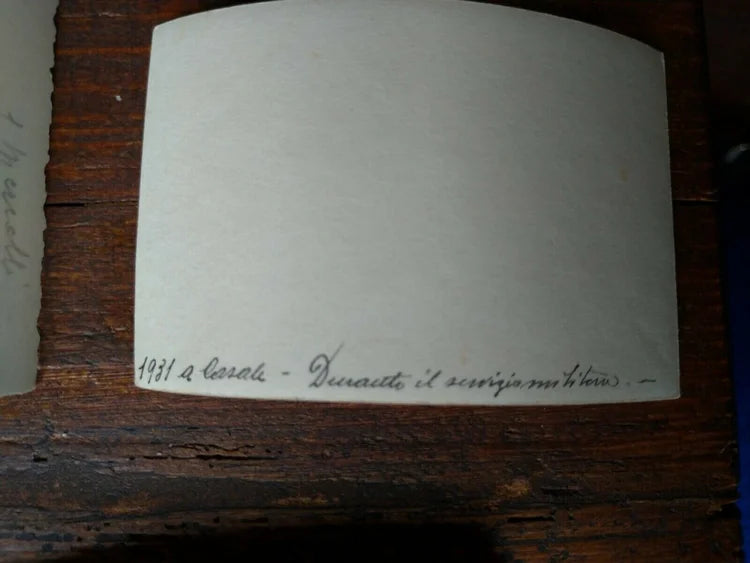 1931 a Casale - Durante il servizio militare. -